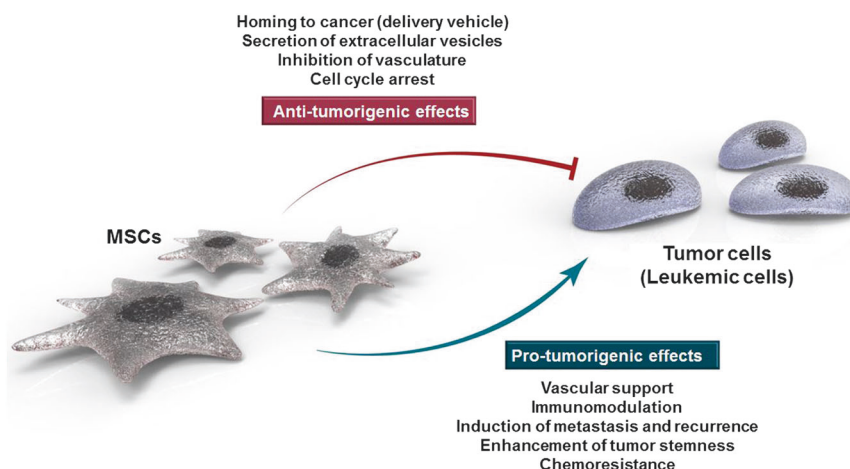 Homing to cancer (delivery vehicle)
Secretion of extracellular vesicles
Inhibition of vasculature
Cell cycle arrest
Anti-tumorigenic effects
MSCs
Tumor cells
(Leukemic cells)
Pro-tumorigenic effects
Vascular support
Immunomodulation
Induction of metastasis and recurrence
Enhancement of tumor stemness
Chemoresistance